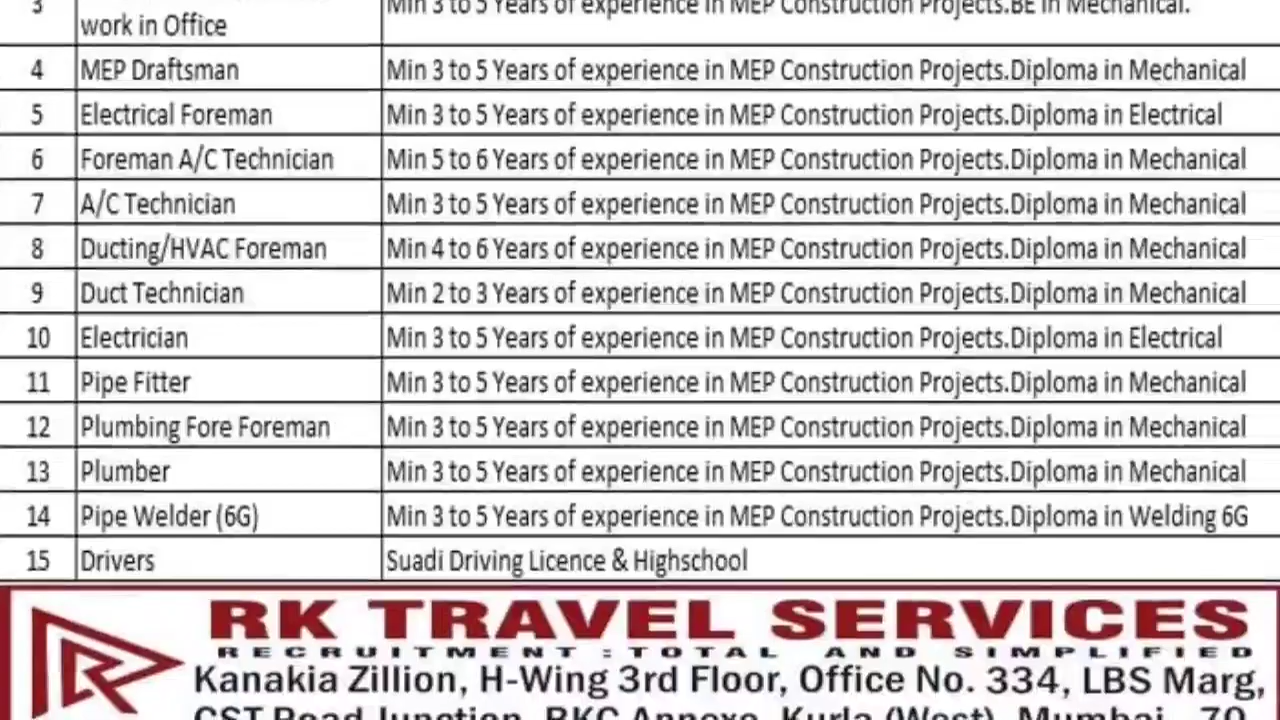 3 Min 3 to 5 Years of experience in MEP Construction Projects.BE in Mechanical.
work in Office
4 MEP Draftsman Min 3 to 5 Years of experience in MEP Construction Projects.Diploma in Mechanical
5 Electrical Foreman Min 3 to 5 Years of experience in MEP Construction Projects.Diploma in Electrical
6 Foreman A/C Technician Min 5 to 6 Years of experience in MEP Construction Projects.Diploma in Mechanical
7 A/C Technician Min 3 to 5 Years of experience in MEP Construction Projects.Diploma in Mechanical
8 Ducting/HVAC Foreman Min 4 to 6 Years of experience in MEP Construction Projects.Diploma in Mechanical
9 Duct Technician Min 2 to 3 Years of experience in MEP Construction Projects.Diploma in Mechanical
10 Electrician Min 3 to 5 Years of experience in MEP Construction Projects.Diploma in Electrical
11 Pipe Fitter Min 3 to 5 Years of experience in MEP Construction Projects.Diploma in Mechanical
12 Plumbing Fore Foreman Min 3 to 5 Years of experience in MEP Construction Projects.Diploma in Mechanical
13 Plumber Min 3 to 5 Years of experience in MEP Construction Projects.Diploma in Mechanical
14 Pipe Welder (6G) Min 3 to 5 Years of experience in MEP Construction Projects.Diploma in Welding 6G
15 Drivers Suadi Driving Licence & Highschool
RK TRAVEL SERVICES
RECRUITMENT : TOTAL AND SIMPLIFIED
Kanakia Zillion, H-Wing 3rd Floor, Office No. 334, LBS Marg,
CST Road Junction, BKC Annexe, Kurla (West), Mumbai - 70